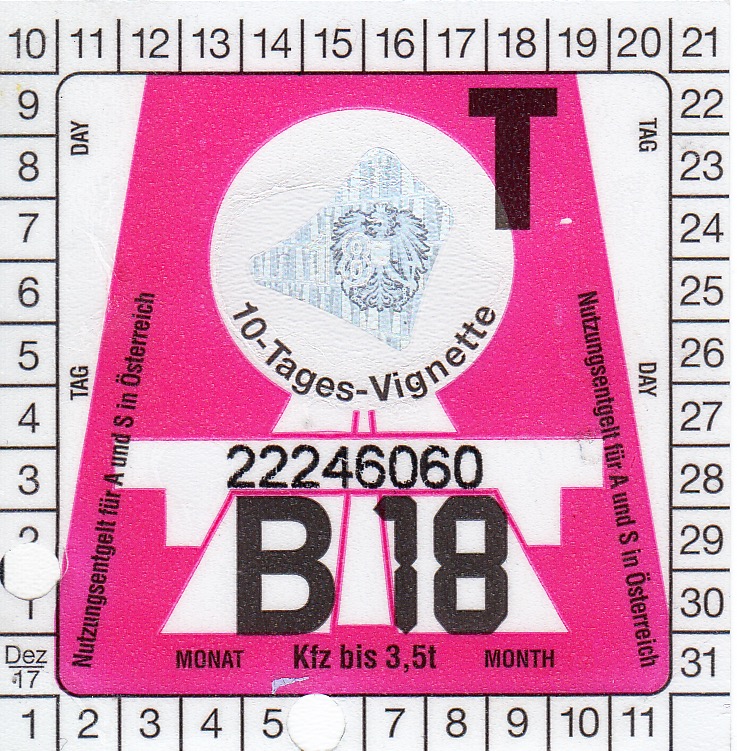 10 11 12 13 14 15 16 17 18 19 20 21
9
8
7
6
5
4
3
2
1
Dez
17
22
23
24
25
26
27
28
29
30
31
DAY
TAG
TAG
DAY
T
10-Tages-Vignette
Nutzungsentgelt für A und S in Österreich
Nutzungsentgelt für A und S in Österreich
22246060
B 18
MONAT Kfz bis 3,5t MONTH
1 2 3 4 5 7 8 9 10 11